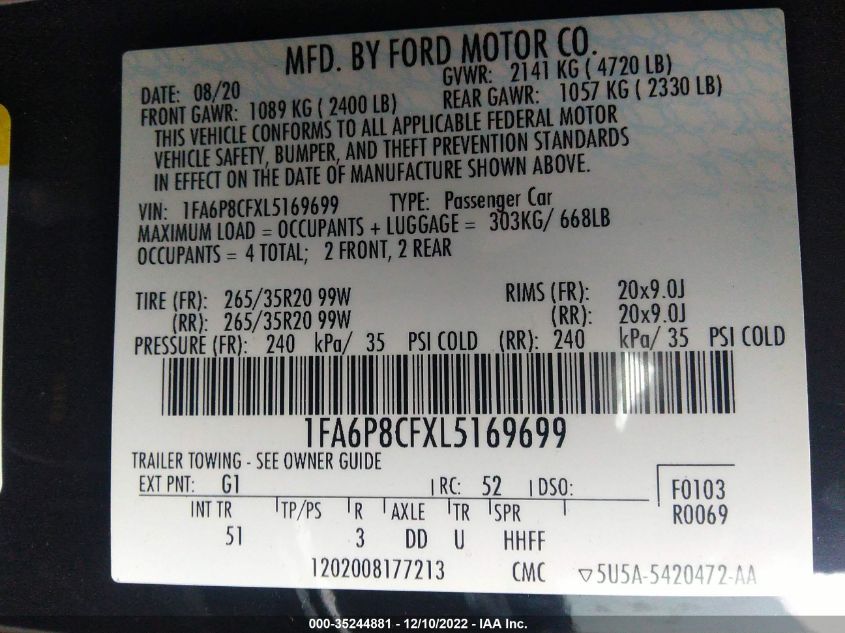 MFD. BY FORD MOTOR CO.
DATE: 08/20 GVWR: 2141 KG ( 4720 LB)
FRONT GAWR: 1089 KG ( 2400 LB) REAR GAWR: 1057 KG ( 2330 LB)
THIS VEHICLE CONFORMS TO ALL APPLICABLE FEDERAL MOTOR
VEHICLE SAFETY, BUMPER, AND THEFT PREVENTION STANDARDS
IN EFFECT ON THE DATE OF MANUFACTURE SHOWN ABOVE.
VIN: 1FA6P8CFXL5169699 TYPE: Passenger Car
MAXIMUM LOAD = OCCUPANTS + LUGGAGE = 303KG/ 668LB
OCCUPANTS = 4 TOTAL; 2 FRONT, 2 REAR
TIRE (FR): 265/35R20 99W RIMS (FR): 20x9.0J
(RR): 265/35R20 99W (RR): 20x9.0J
PRESSURE (FR): 240 kPa/ 35 PSI COLD (RR): 240 kPa/ 35 PSI COLD
1FA6P8CFXL5169699
TRAILER TOWING - SEE OWNER GUIDE
EXT PNT: G1 RC: 52 DSO: F0103
INT TR TP/PS R AXLE TR SPR R0069
51 3 DD U HHFF
1202008177213 CMC ▽5U5A-5420472-AA
000-35244881 - 12/10/2022 - IAA Inc.